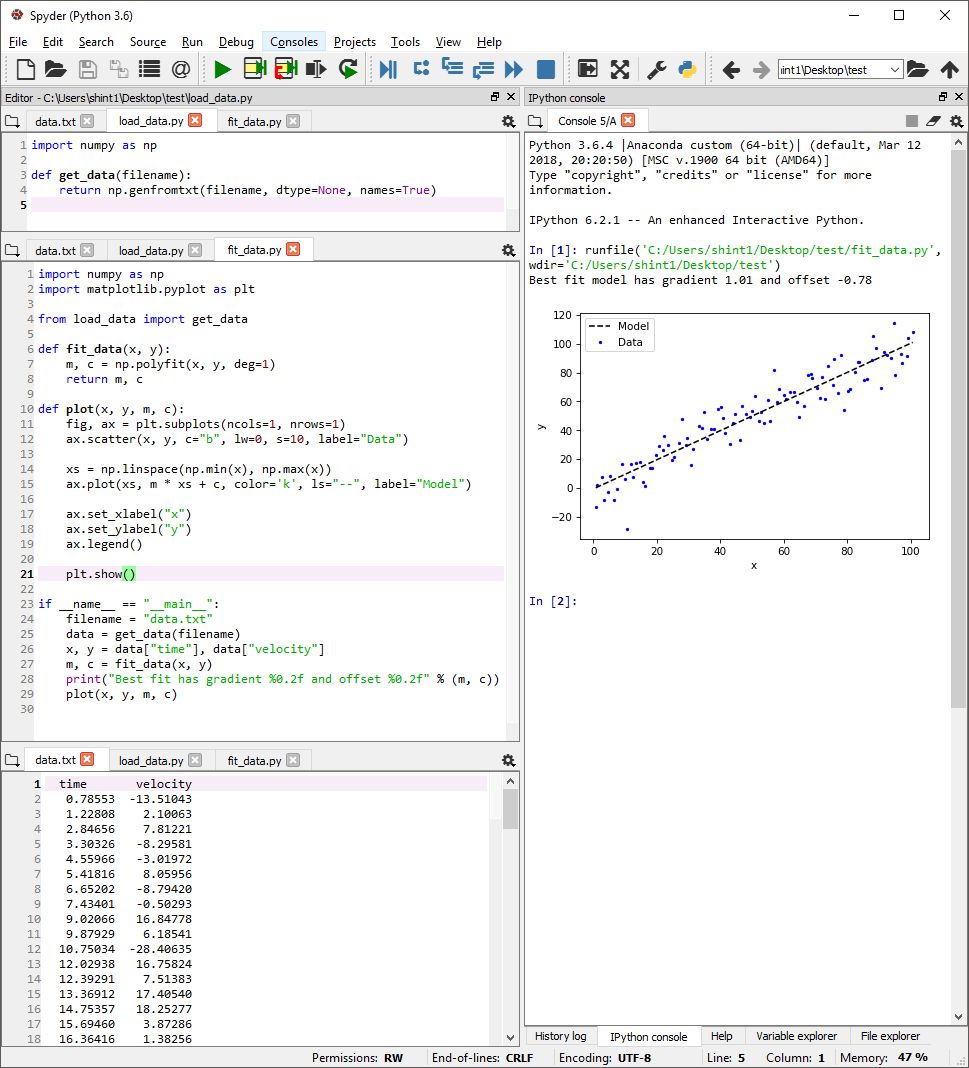 Spyder (Python 3.6)
File Edit Search Source Run Debug Consoles Projects Tools View Help
int1\Desktop\test
Editor - C:\Users\shint1\Desktop\test\load_data.py
data.txt load_data.py fit_data.py
1 import numpy as np
2
3 def get_data(filename):
4     return np.genfromtxt(filename, dtype=None, names=True)
5
data.txt load_data.py fit_data.py
1 import numpy as np
2 import matplotlib.pyplot as plt
3
4 from load_data import get_data
5
6 def fit_data(x, y):
7     m, c = np.polyfit(x, y, deg=1)
8     return m, c
9
10 def plot(x, y, m, c):
11     fig, ax = plt.subplots(ncols=1, nrows=1)
12     ax.scatter(x, y, c="b", lw=0, s=10, label="Data")
13
14     xs = np.linspace(np.min(x), np.max(x))
15     ax.plot(xs, m * xs + c, color='k', ls="--", label="Model")
16
17     ax.set_xlabel("x")
18     ax.set_ylabel("y")
19     ax.legend()
20
21     plt.show()
22
23 if __name__ == "__main__":
24     filename = "data.txt"
25     data = get_data(filename)
26     x, y = data["time"], data["velocity"]
27     m, c = fit_data(x, y)
28     print("Best fit has gradient %0.2f and offset %0.2f" % (m, c))
29     plot(x, y, m, c)
30
data.txt load_data.py fit_data.py
1 time velocity
2 0.78553 -13.51043
3 1.22808 2.10063
4 2.84656 7.81221
5 3.30326 -8.29581
6 4.55966 -3.01972
7 5.41816 8.05956
8 6.65202 -8.79420
9 7.43401 -0.50293
10 9.02066 16.84778
11 9.87929 6.18541
12 10.75034 -28.40635
13 12.02938 16.75824
14 12.39291 7.51383
15 13.36912 17.40540
16 14.75357 18.25277
17 15.69460 3.87286
18 16.36416 1.38256
IPython console
Console 5/A
Python 3.6.4 |Anaconda custom (64-bit)| (default, Mar 12
2018, 20:20:50) [MSC v.1900 64 bit (AMD64)]
Type "copyright", "credits" or "license" for more
information.
IPython 6.2.1 -- An enhanced Interactive Python.
In [1]: runfile('C:/Users/shint1/Desktop/test/fit_data.py',
wdir='C:/Users/shint1/Desktop/test')
Best fit model has gradient 1.01 and offset -0.78
120
100
80
60
40
20
0
−20
y
Model
Data
0 20 40 60 80 100
x
In [2]:
History log IPython console Help Variable explorer File explorer
Permissions: RW End-of-lines: CRLF Encoding: UTF-8 Line: 5 Column: 1 Memory: 47 %